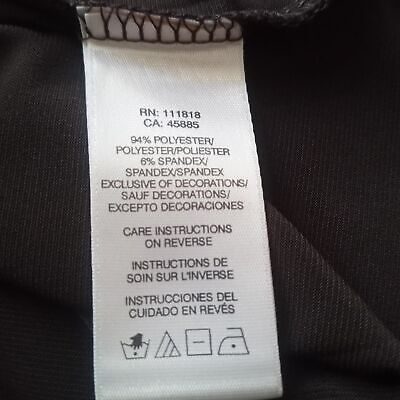 RN: 111818
CA: 45885
94% POLYESTER/
POLYESTER/POLIESTER
6% SPANDEX/
SPANDEX/SPANDEX
EXCLUSIVE OF DECORATIONS/
SAUF DECORATIONS/
EXCEPTO DECORACIONES
CARE INSTRUCTIONS
ON REVERSE
INSTRUCTIONS DE
SOIN SUR L'INVERSE
INSTRUCCIONES DEL
CUIDADO EN REVÉS